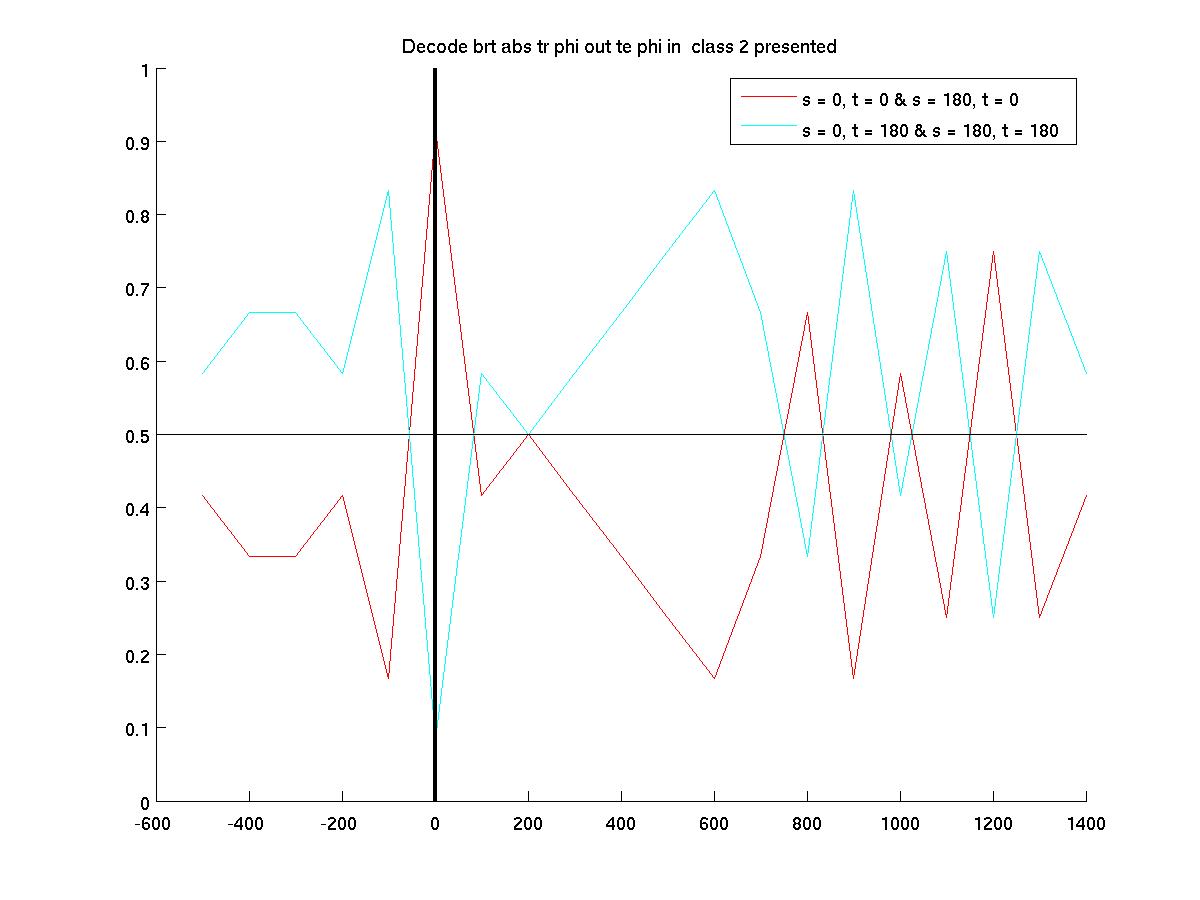 Decode brt abs tr phi out te phi in  class 2 presented
s = 0, t = 0 & s = 180, t = 0
s = 0, t = 180 & s = 180, t = 180
1
0.9
0.8
0.7
0.6
0.5
0.4
0.3
0.2
0.1
0
-600 -400 -200 0 200 400 600 800 1000 1200 1400